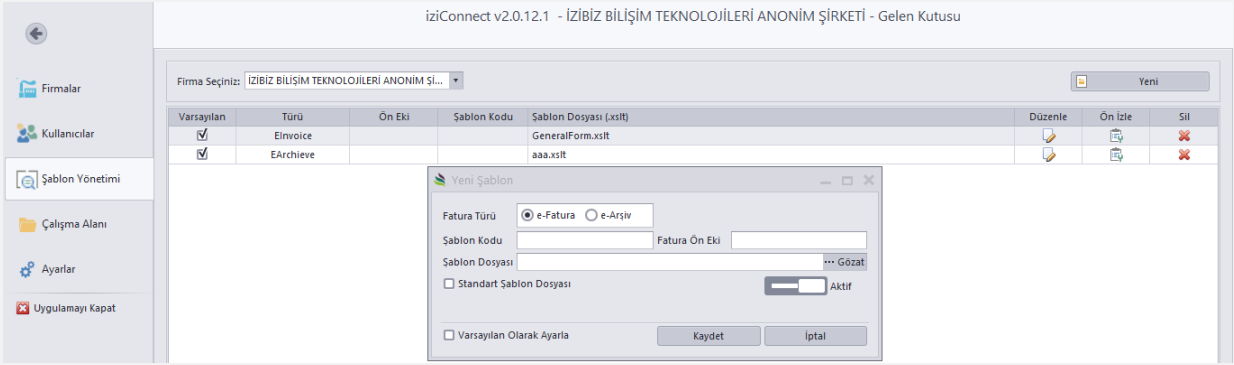 iziConnect v2.0.12.1 - İZİBİZ BİLİŞİM TEKNOLOJİLERİ ANONİM ŞİRKETİ - Gelen Kutusu
Firmalar
Kullanıcılar
Şablon Yönetimi
Çalışma Alanı
Ayarlar
Uygulamayı Kapat
Firma Seçiniz: İZİBİZ BİLİŞİM TEKNOLOJİLERİ ANONİM Şİ... Yeni
Varsayılan Türü Ön Eki Şablon Kodu Şablon Dosyası (.xslt) Düzenle Ön İzle Sil
EInvoice GeneralForm.xslt
EArchieve aaa.xslt
Yeni Şablon
Fatura Türü e-Fatura e-Arşiv
Şablon Kodu Fatura Ön Eki
Şablon Dosyası ... Gözat
Standart Şablon Dosyası Aktif
Varsayılan Olarak Ayarla Kaydet İptal